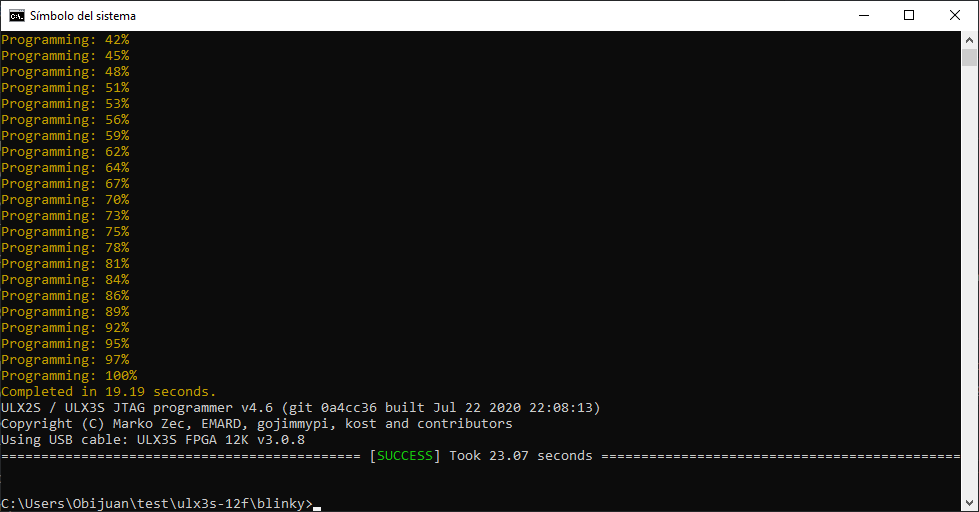 Símbolo del sistema
Programming: 42%
Programming: 45%
Programming: 48%
Programming: 51%
Programming: 53%
Programming: 56%
Programming: 59%
Programming: 62%
Programming: 64%
Programming: 67%
Programming: 70%
Programming: 73%
Programming: 75%
Programming: 78%
Programming: 81%
Programming: 84%
Programming: 86%
Programming: 89%
Programming: 92%
Programming: 95%
Programming: 97%
Programming: 100%
Completed in 19.19 seconds.
ULX2S / ULX3S JTAG programmer v4.6 (git 0a4cc36 built Jul 22 2020 22:08:13)
Copyright (C) Marko Zec, EMARD, gojimmypi, kost and contributors
Using USB cable: ULX3S FPGA 12K v3.0.8
============================================= [SUCCESS] Took 23.07 seconds =============================================
C:\Users\Obijuan\test\ulx3s-12f\blinky>